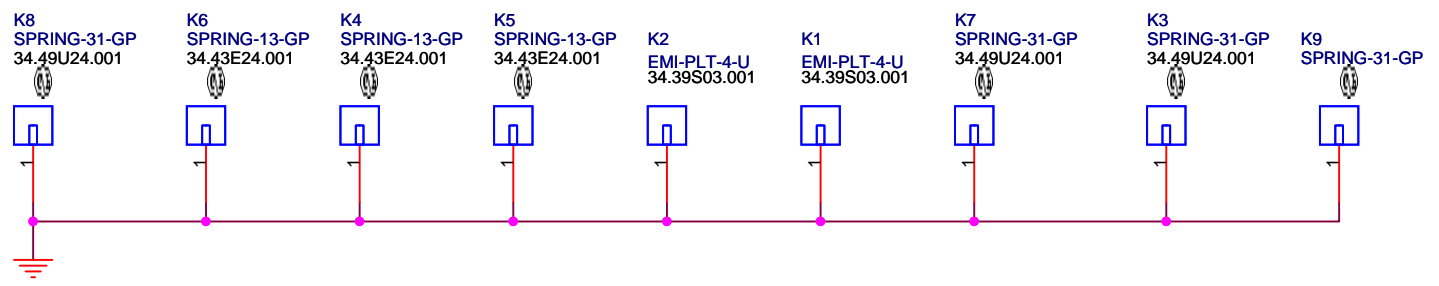 K8
SPRING-31-GP
34.49U24.001
K6
SPRING-13-GP
34.43E24.001
K4
SPRING-13-GP
34.43E24.001
K5
SPRING-13-GP
34.43E24.001
K2
EMI-PLT-4-U
34.39S03.001
K1
EMI-PLT-4-U
34.39S03.001
K7
SPRING-31-GP
34.49U24.001
K3
SPRING-31-GP
34.49U24.001
K9
SPRING-31-GP
1
1
1
1
1
1
1
1
1